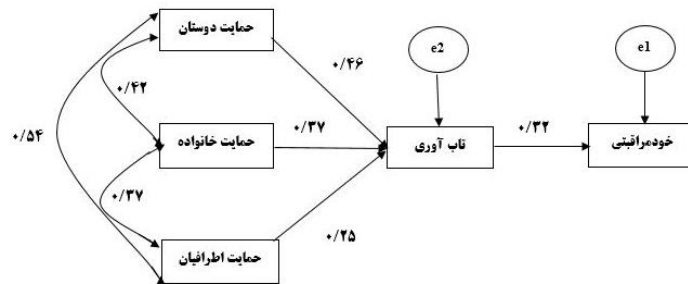 حمایت دوستان
e2
e1
۰/۴۶
۰/۴۲
۰/۵۴
حمایت خانواده
۰/۳۷
تاب آوری
۰/۳۲
خودمراقبتی
۰/۳۷
۰/۲۵
حمایت اطرافیان